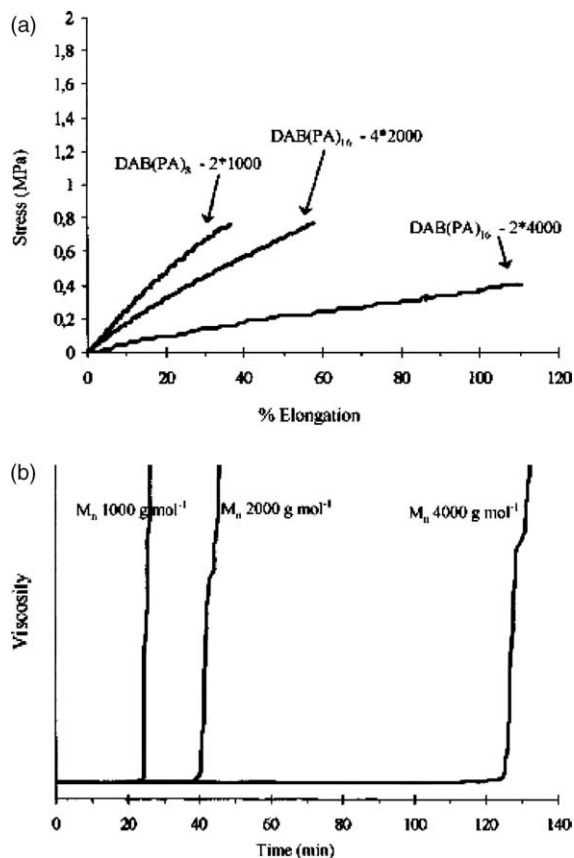 (a)
2
1,8
1,6
1,4
1,2
1
0,8
0,6
0,4
0,2
0
Stress (MPa)
DAB(PA)₈ - 2*1000
DAB(PA)₁₆ - 4*2000
DAB(PA)₁₆ - 2*4000
0 20 40 60 80 100 120
% Elongation
(b)
Viscosity
Mₙ 1000 g mol⁻¹
Mₙ 2000 g mol⁻¹
Mₙ 4000 g mol⁻¹
0 20 40 60 80 100 120 140
Time (min)